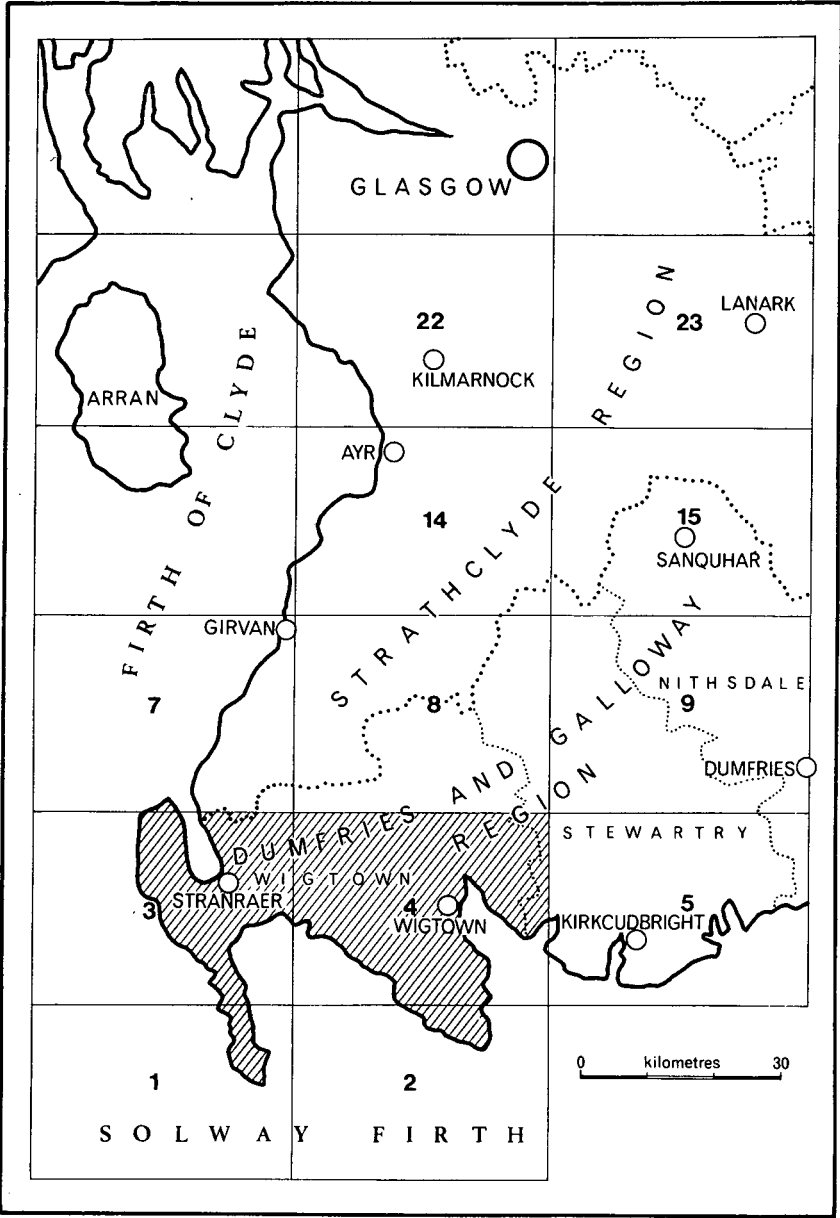 GLASGOW
22
23
LANARK
KILMARNOCK
ARRAN
FIRTH OF CLYDE
AYR
14
15
SANQUHAR
STRATHCLYDE REGION
GIRVAN
7
8
9
NITHSDALE
DUMFRIES
DUMFRIES AND GALLOWAY
REGION
STEWARTRY
WIGTOWN
STRANRAER
3
4
WIGTOWN
5
KIRKCUDBRIGHT
0 kilometres 30
1
2
SOLWAY FIRTH